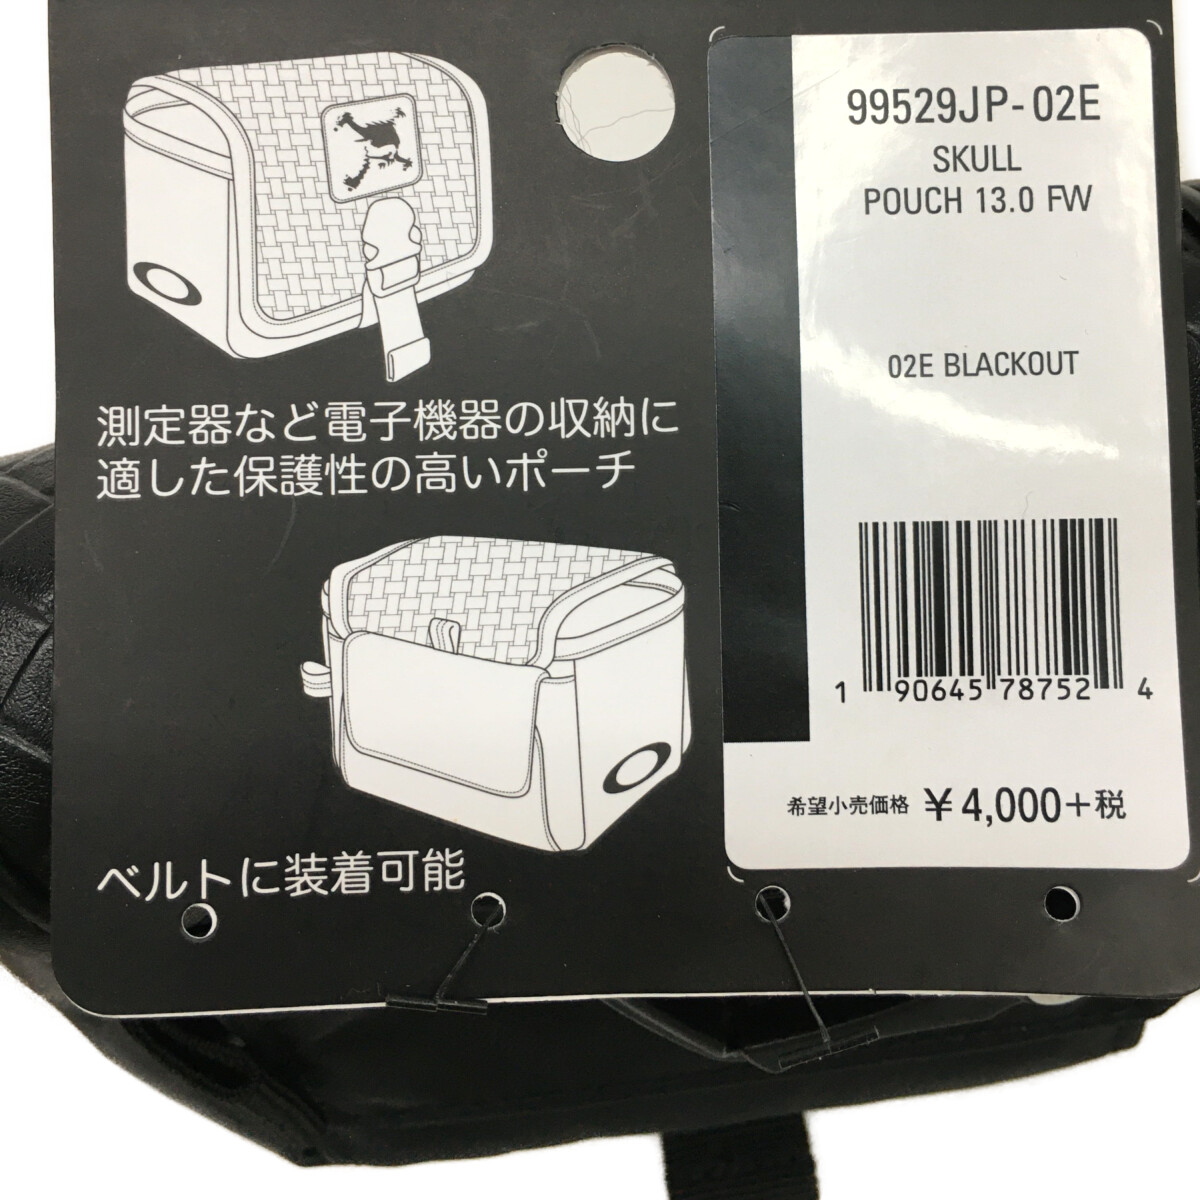 測定器など電子機器の収納に
適した保護性の高いポーチ
ベルトに装着可能
99529JP-02E
SKULL
POUCH 13.0 FW
02E BLACKOUT
1 90645 78752 4
希望小売価格 ¥4,000+税